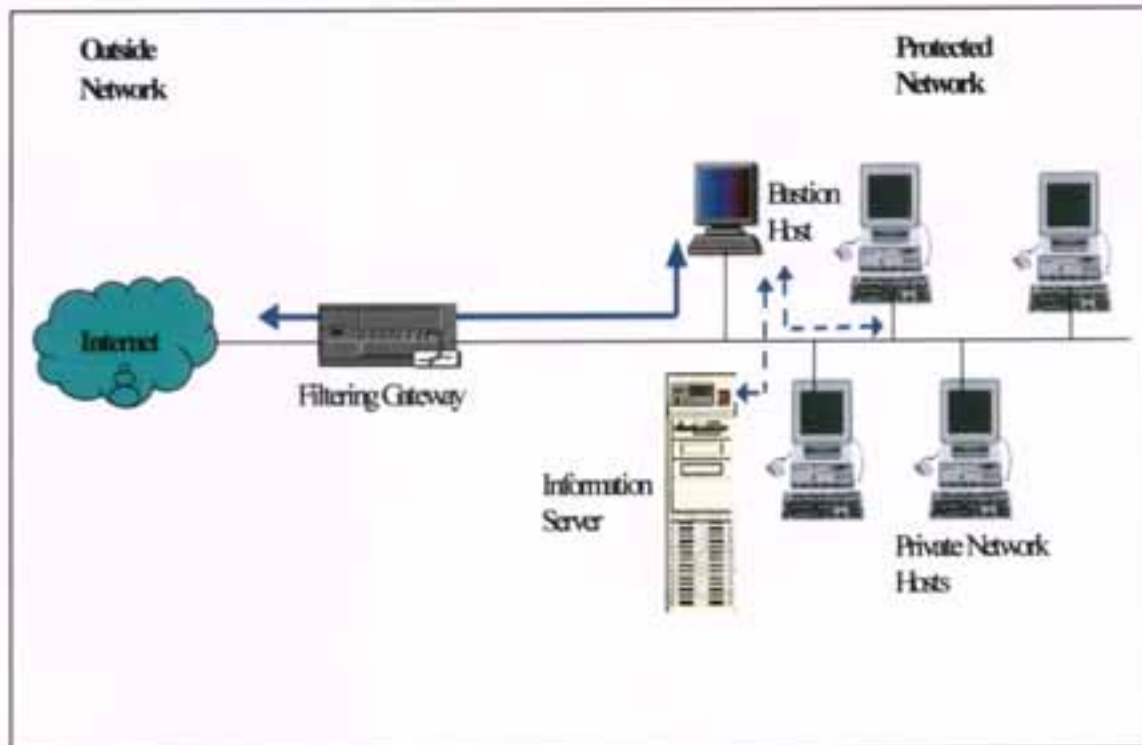 Outside
Network
Protected
Network
Bastion
Host
Internet
Filtering Gateway
Information
Server
Private Network
Hosts